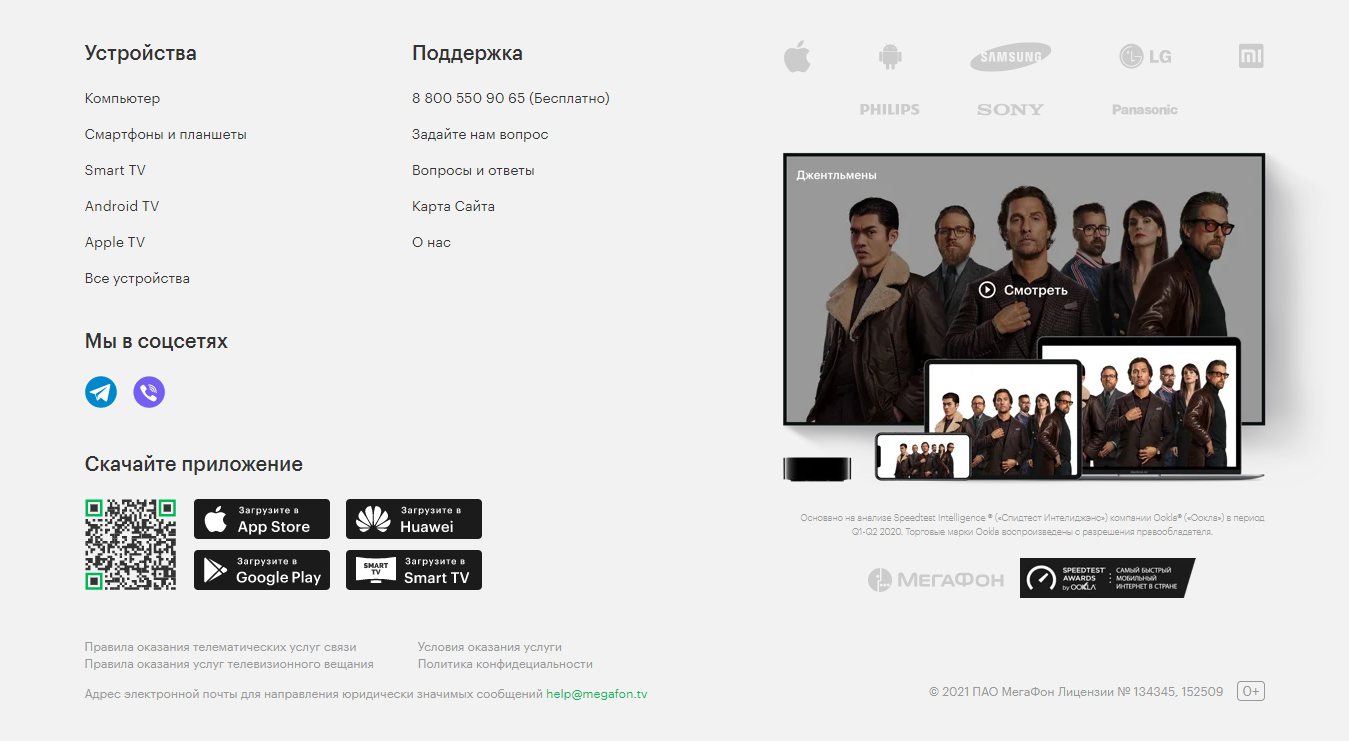 Устройства
Компьютер
Смартфоны и планшеты
Smart TV
Android TV
Apple TV
Все устройства
Поддержка
8 800 550 90 65 (Бесплатно)
Задайте нам вопрос
Вопросы и ответы
Карта Сайта
О нас
Мы в соцсетях
Скачайте приложение
Загрузите в
App Store
Загрузите в
Huawei
Загрузите в
Google Play
SMART
TV
Загрузите в
Smart TV
SAMSUNG
LG
mi
PHILIPS
SONY
Panasonic
Джентльмены
Смотреть
Основано на анализе Speedtest Intelligence ® («Спидтест Интелиджэнс») компании Ookla® («Оокла») в период
Q1-Q2 2020. Торговые марки Ookla воспроизведены с разрешения правообладателя.
МЕГАФОН
SPEEDTEST
AWARDS
by OOKLA
САМЫЙ БЫСТРЫЙ
МОБИЛЬНЫЙ
ИНТЕРНЕТ В СТРАНЕ
Правила оказания телематических услуг связи
Правила оказания услуг телевизионного вещания
Условия оказания услуги
Политика конфидециальности
Адрес электронной почты для направления юридически значимых сообщений help@megafon.tv
© 2021 ПАО МегаФон Лицензии № 134345, 152509
0+